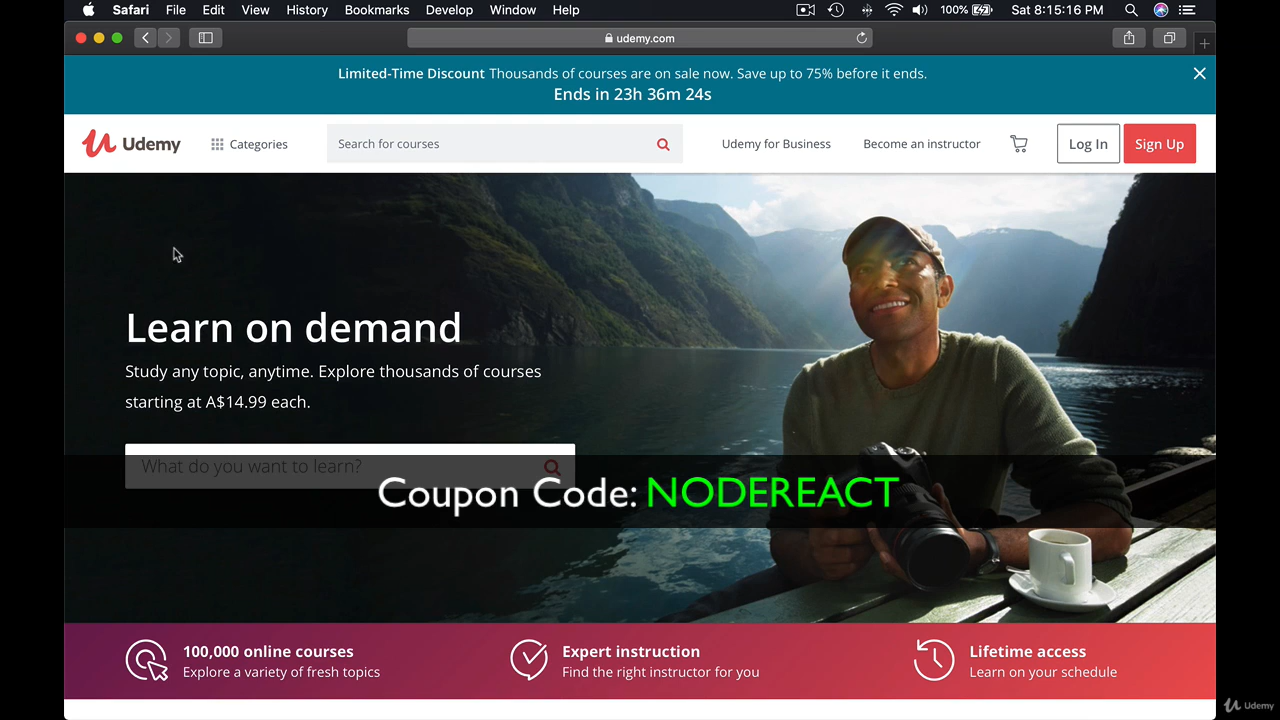 Safari File Edit View History Bookmarks Develop Window Help 100% Sat 8:15:16 PM
udemy.com
Limited-Time Discount Thousands of courses are on sale now. Save up to 75% before it ends.
Ends in 23h 36m 24s
Udemy Categories Search for courses Udemy for Business Become an instructor Log In Sign Up
Learn on demand
Study any topic, anytime. Explore thousands of courses
starting at A$14.99 each.
What do you want to learn?
Coupon Code: NODEREACT
100,000 online courses Expert instruction Lifetime access
Explore a variety of fresh topics Find the right instructor for you Learn on your schedule
Udemy